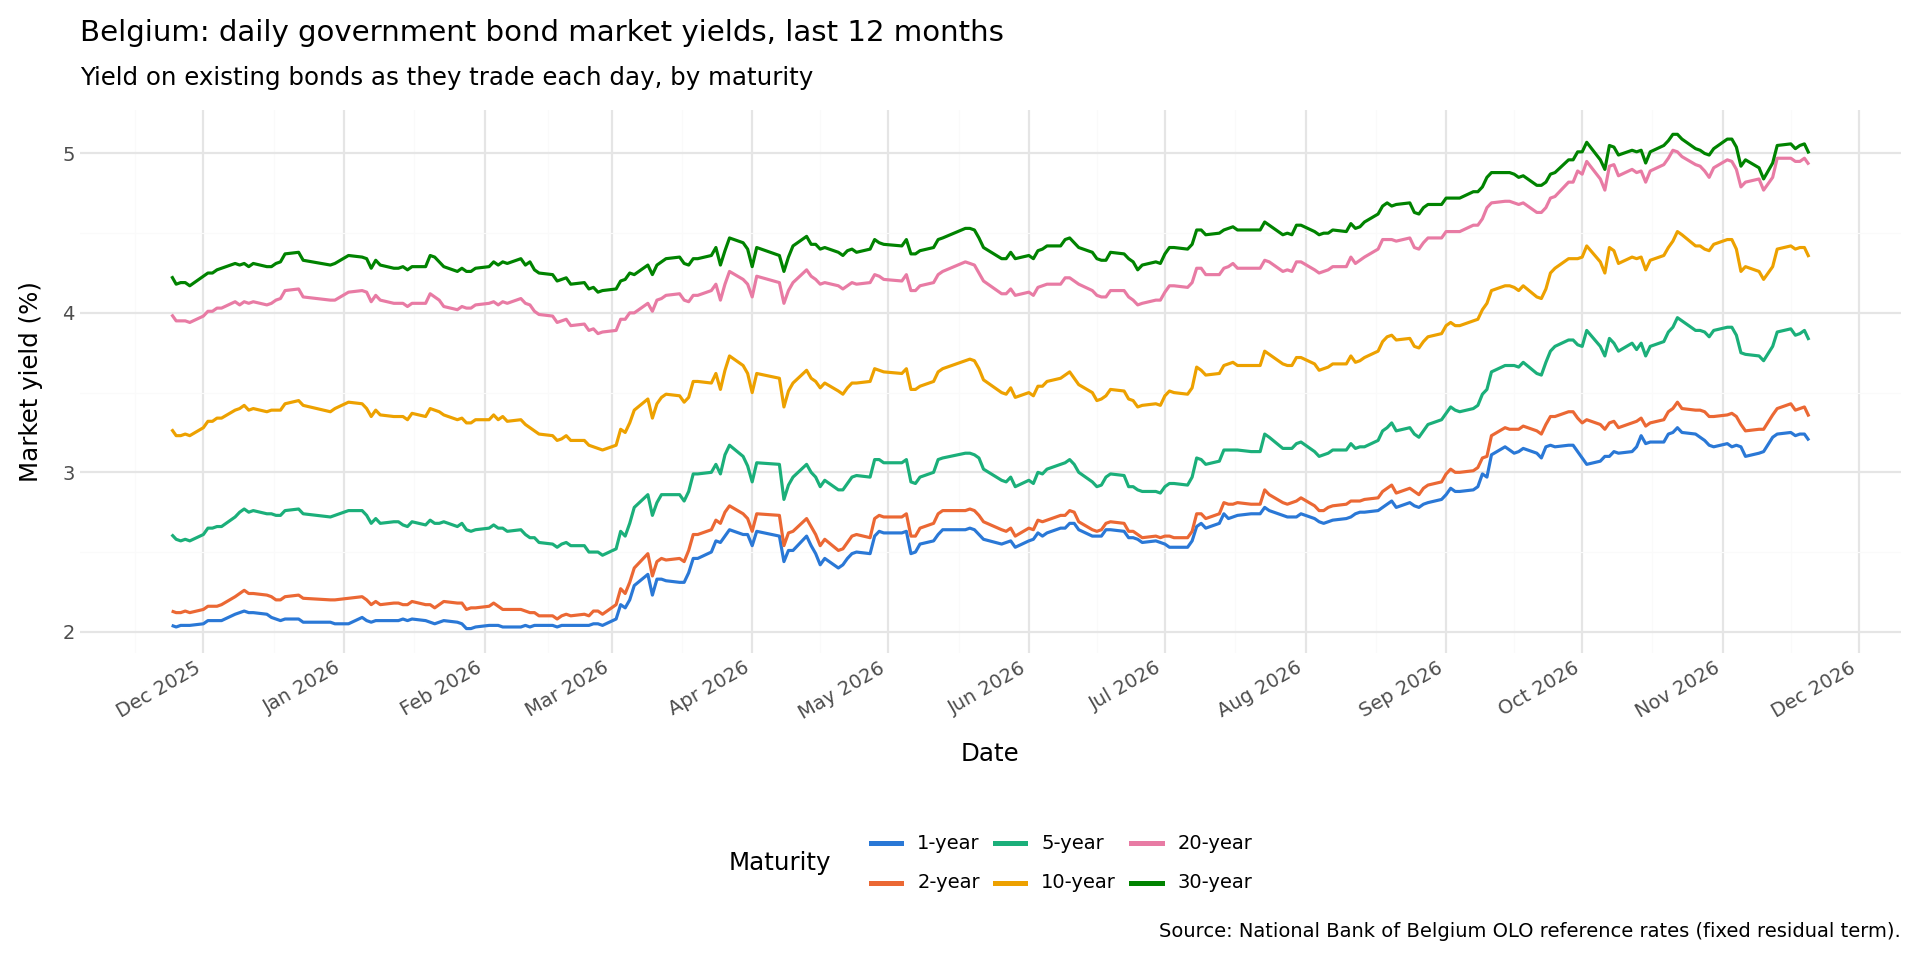 Belgium: daily government bond market yields, last 12 months
Yield on existing bonds as they trade each day, by maturity
Market yield (%)
5
4
3
2
Dec 2025
Jan 2026
Feb 2026
Mar 2026
Apr 2026
May 2026
Jun 2026
Jul 2026
Aug 2026
Sep 2026
Oct 2026
Nov 2026
Dec 2026
Date
Maturity
1-year
2-year
5-year
10-year
20-year
30-year
Source: National Bank of Belgium OLO reference rates (fixed residual term).